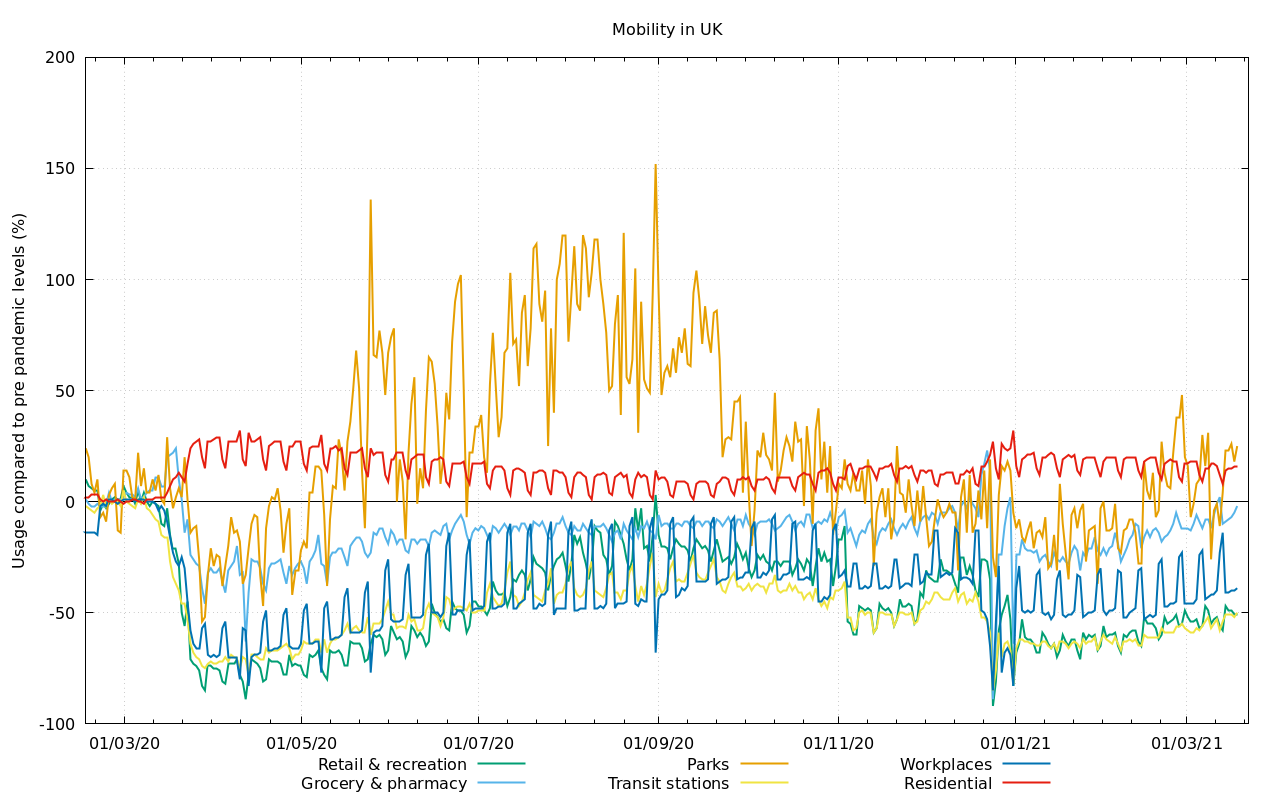 Mobility in UK
Usage compared to pre pandemic levels (%)
200
150
100
50
0
-50
-100
01/03/20 01/05/20 01/07/20 01/09/20 01/11/20 01/01/21 01/03/21
Retail & recreation Parks Workplaces
Grocery & pharmacy Transit stations Residential